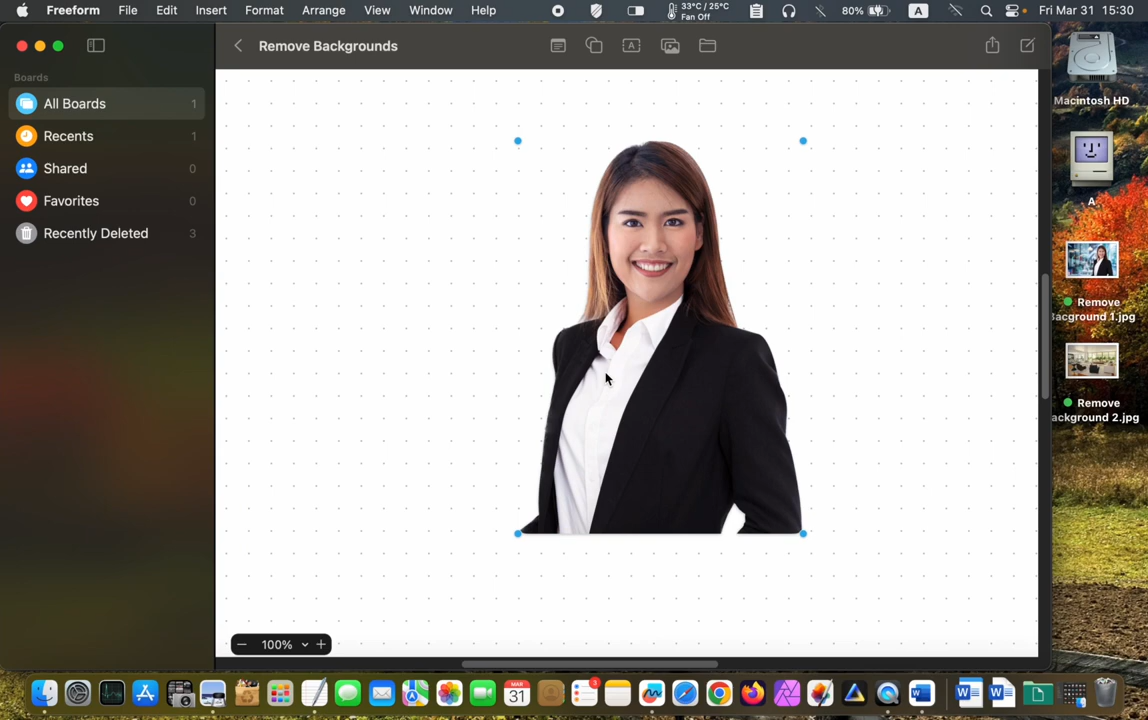 Freeform File Edit Insert Format Arrange View Window Help 33°C / 25°C 80% A Fri Mar 31 15:30
Fan Off
Remove Backgrounds
Boards
All Boards 1
Recents 1
Shared 0
Favorites 0
Recently Deleted 3
Macintosh HD
A
Remove
Bacground 1.jpg
Remove
ackground 2.jpg
100%
MAR
31
3